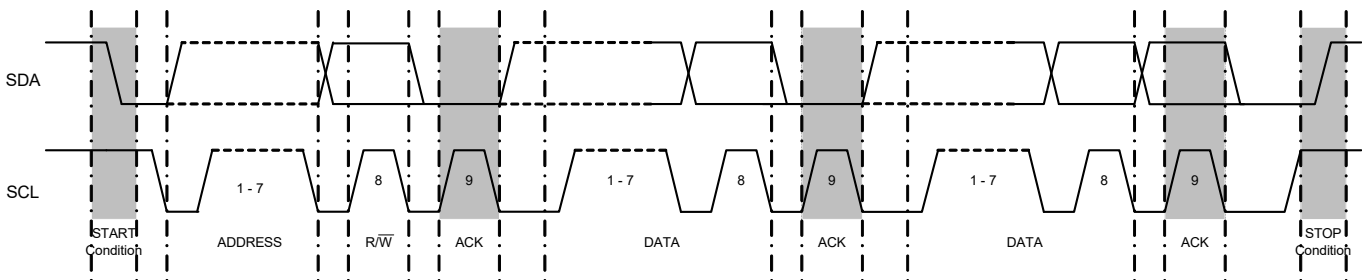 SDA
SCL
1 - 7
8
9
1 - 7
8
9
1 - 7
8
9
START
Condition
ADDRESS
R/W̅
ACK
DATA
ACK
DATA
ACK
STOP
Condition